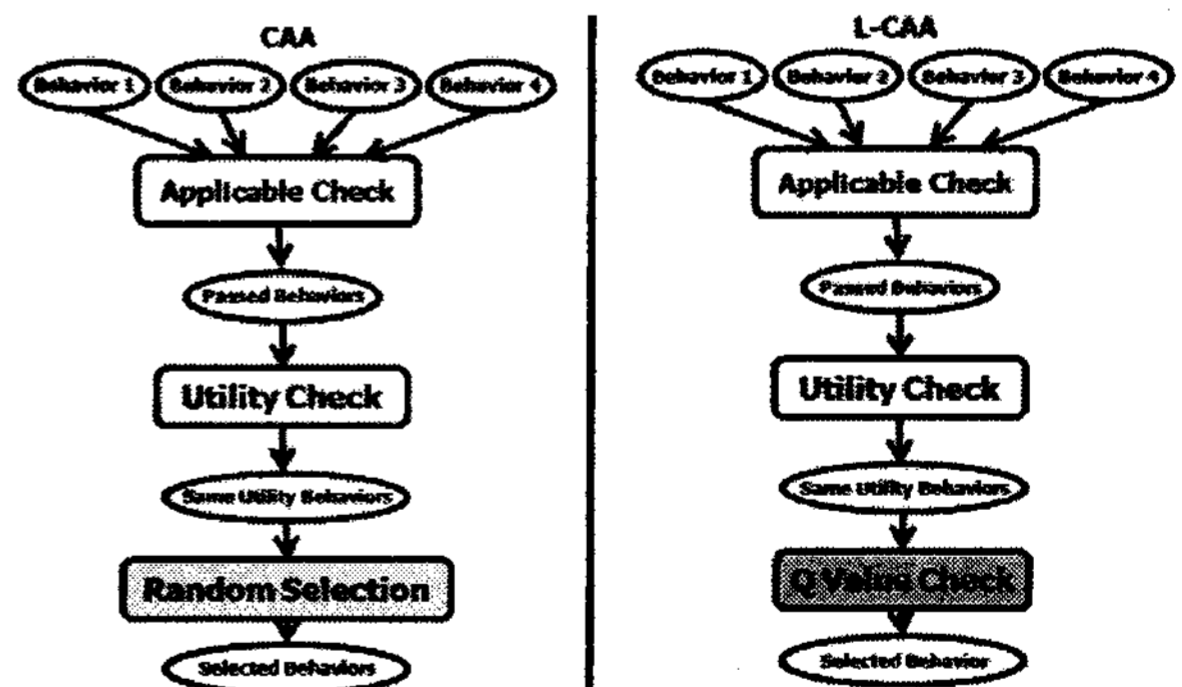 CAA
Behavior 1
Behavior 2
Behavior 3
Behavior 4
Applicable Check
Passed Behaviors
Utility Check
Same Utility Behaviors
Random Selection
Selected Behaviors
L-CAA
Behavior 1
Behavior 2
Behavior 3
Behavior 4
Applicable Check
Passed Behaviors
Utility Check
Same Utility Behaviors
Q Value Check
Selected Behavior